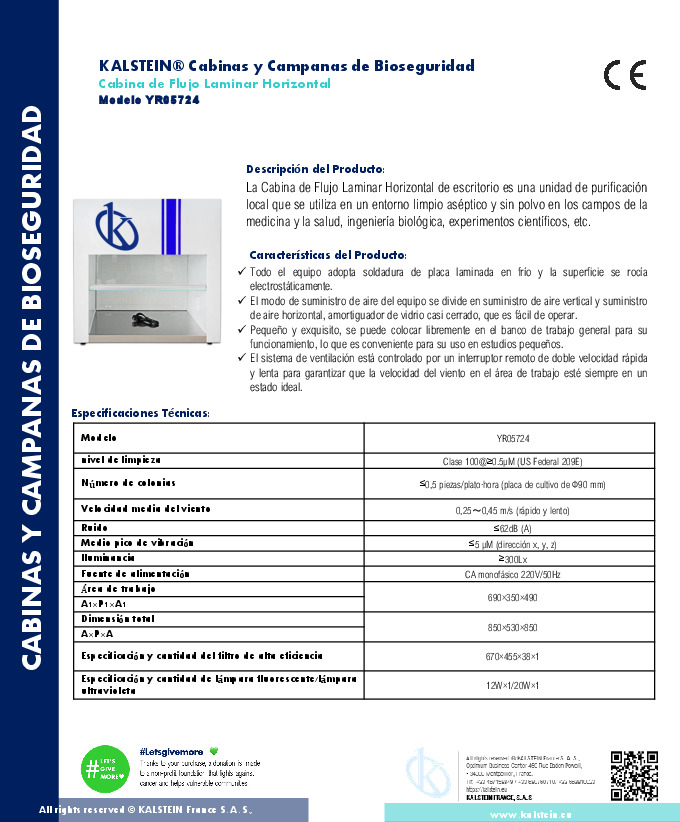 CABINAS Y CAMPANAS DE BIOSEGURIDAD
KALSTEIN® Cabinas y Campanas de Bioseguridad
Cabina de Flujo Laminar Horizontal
Modelo YR05724
CE
Descripción del Producto:
La Cabina de Flujo Laminar Horizontal de escritorio es una unidad de purificación
local que se utiliza en un entorno limpio aséptico y sin polvo en los campos de la
medicina y la salud, ingeniería biológica, experimentos científicos, etc.
Características del Producto:
✓ Todo el equipo adopta soldadura de placa laminada en frío y la superficie se rocía
electrostáticamente.
✓ El modo de suministro de aire del equipo se divide en suministro de aire vertical y suministro
de aire horizontal, amortiguador de vidrio casi cerrado, que es fácil de operar.
✓ Pequeño y exquisito, se puede colocar libremente en el banco de trabajo general para su
funcionamiento, lo que es conveniente para su uso en estudios pequeños.
✓ El sistema de ventilación está controlado por un interruptor remoto de doble velocidad rápida
y lenta para garantizar que la velocidad del viento en el área de trabajo esté siempre en un
estado ideal.
Especificaciones Técnicas:
Modelo YR05724
nivel de limpieza Clase 100@≥0.5μM (US Federal 209E)
Número de colonias ≤0,5 piezas/plato·hora (placa de cultivo de Φ90 mm)
Velocidad media del viento 0,25～0,45 m/s (rápido y lento)
Ruido ≤62dB (A)
Medio pico de vibración ≤5 μM (dirección x, y, z)
Iluminancia ≥300Lx
Fuente de alimentación CA monofásico 220V/50Hz
Área de trabajo
A1×P1×A1 690×350×490
Dimensión total
A×P×A 850×530×850
Especificación y cantidad del filtro de alta eficiencia 670×455×38×1
Especificación y cantidad de lámpara fluorescente/lámpara
ultravioleta 12W×1/20W×1
# LET'S
GIVE
MORE
#Letsgivemore
Thanks to your purchase, a donation is made
to a non-profit foundation that fights against
cancer and helps vulnerable communities
All rights reserved © KALSTEIN France S.A.S.,
Optimum Business Center 450 Rue Baden Powell,
• 34000 Montpellier, France.
https://kalstein.eu
KALSTEIN FRANCE, S.A.S
All rights reserved © KALSTEIN France S.A.S.,
www.kalstein.eu